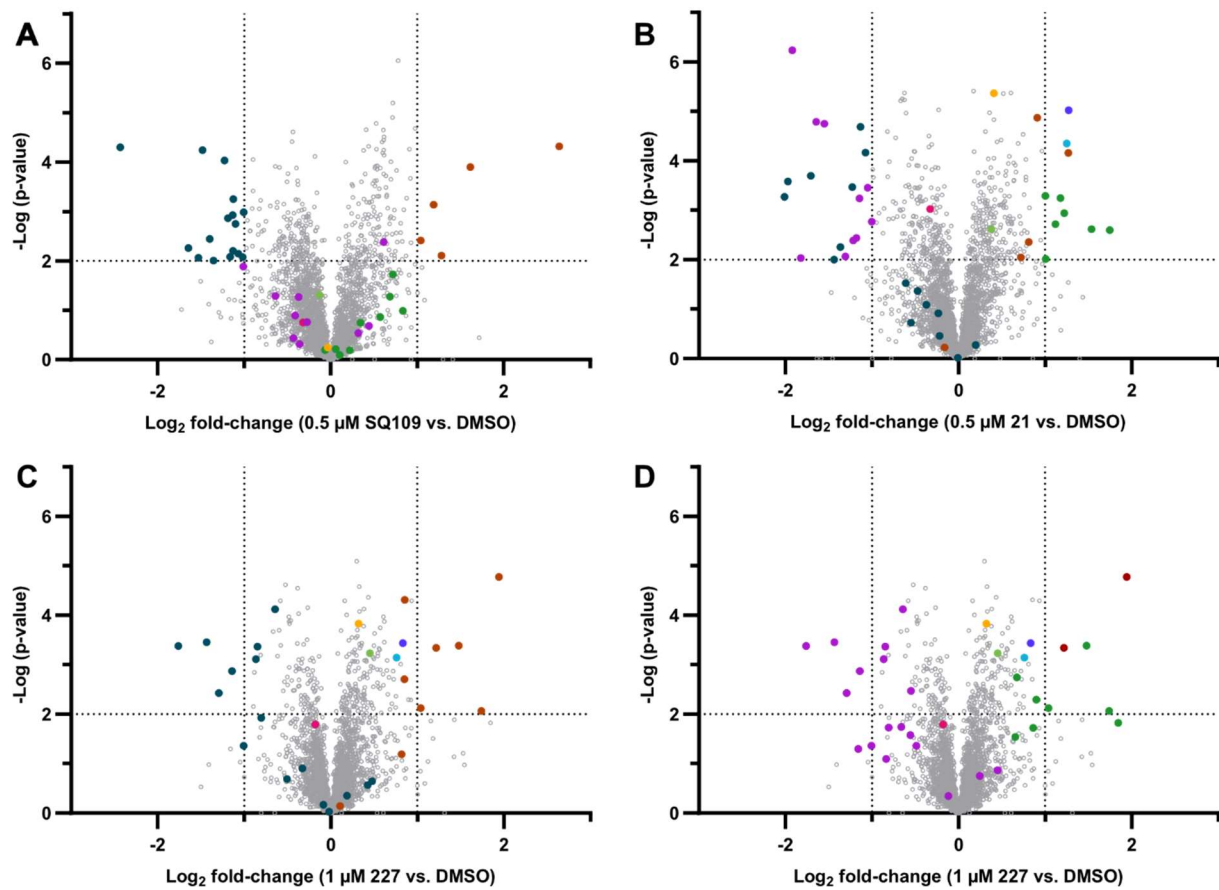 A
B
-Log (p-value)
6
4
2
0
-2
0
2
Log₂ fold-change (0.5 µM SQ109 vs. DMSO)
-Log (p-value)
6
4
2
0
-2
0
2
Log₂ fold-change (0.5 µM 21 vs. DMSO)
C
D
-Log (p-value)
6
4
2
0
-2
0
2
Log₂ fold-change (1 µM 227 vs. DMSO)
-Log (p-value)
6
4
2
0
-2
0
2
Log₂ fold-change (1 µM 227 vs. DMSO)